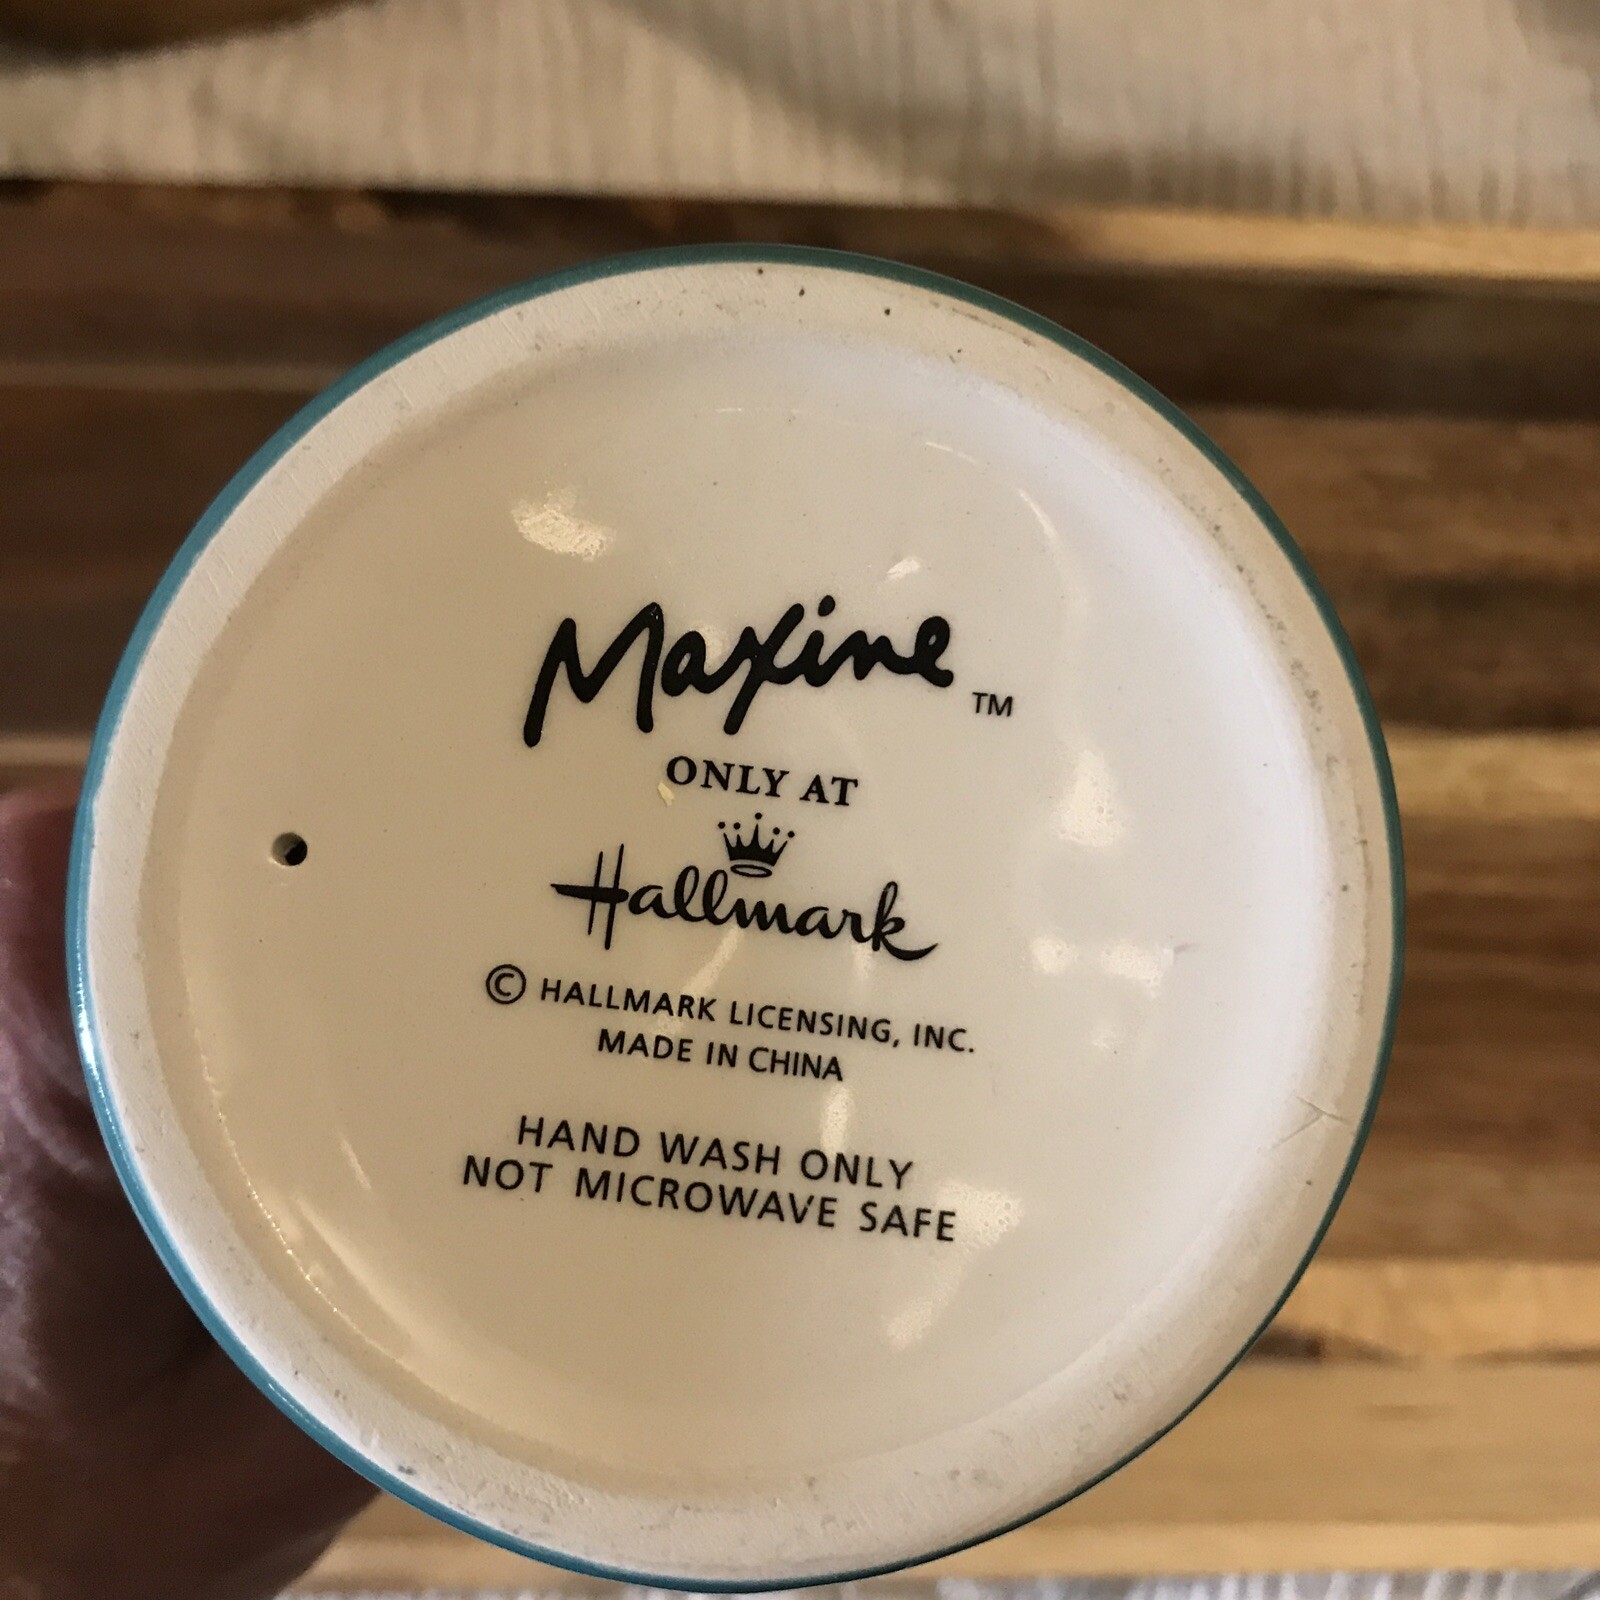 Maxine ™
ONLY AT
Hallmark
© HALLMARK LICENSING, INC.
MADE IN CHINA
HAND WASH ONLY
NOT MICROWAVE SAFE